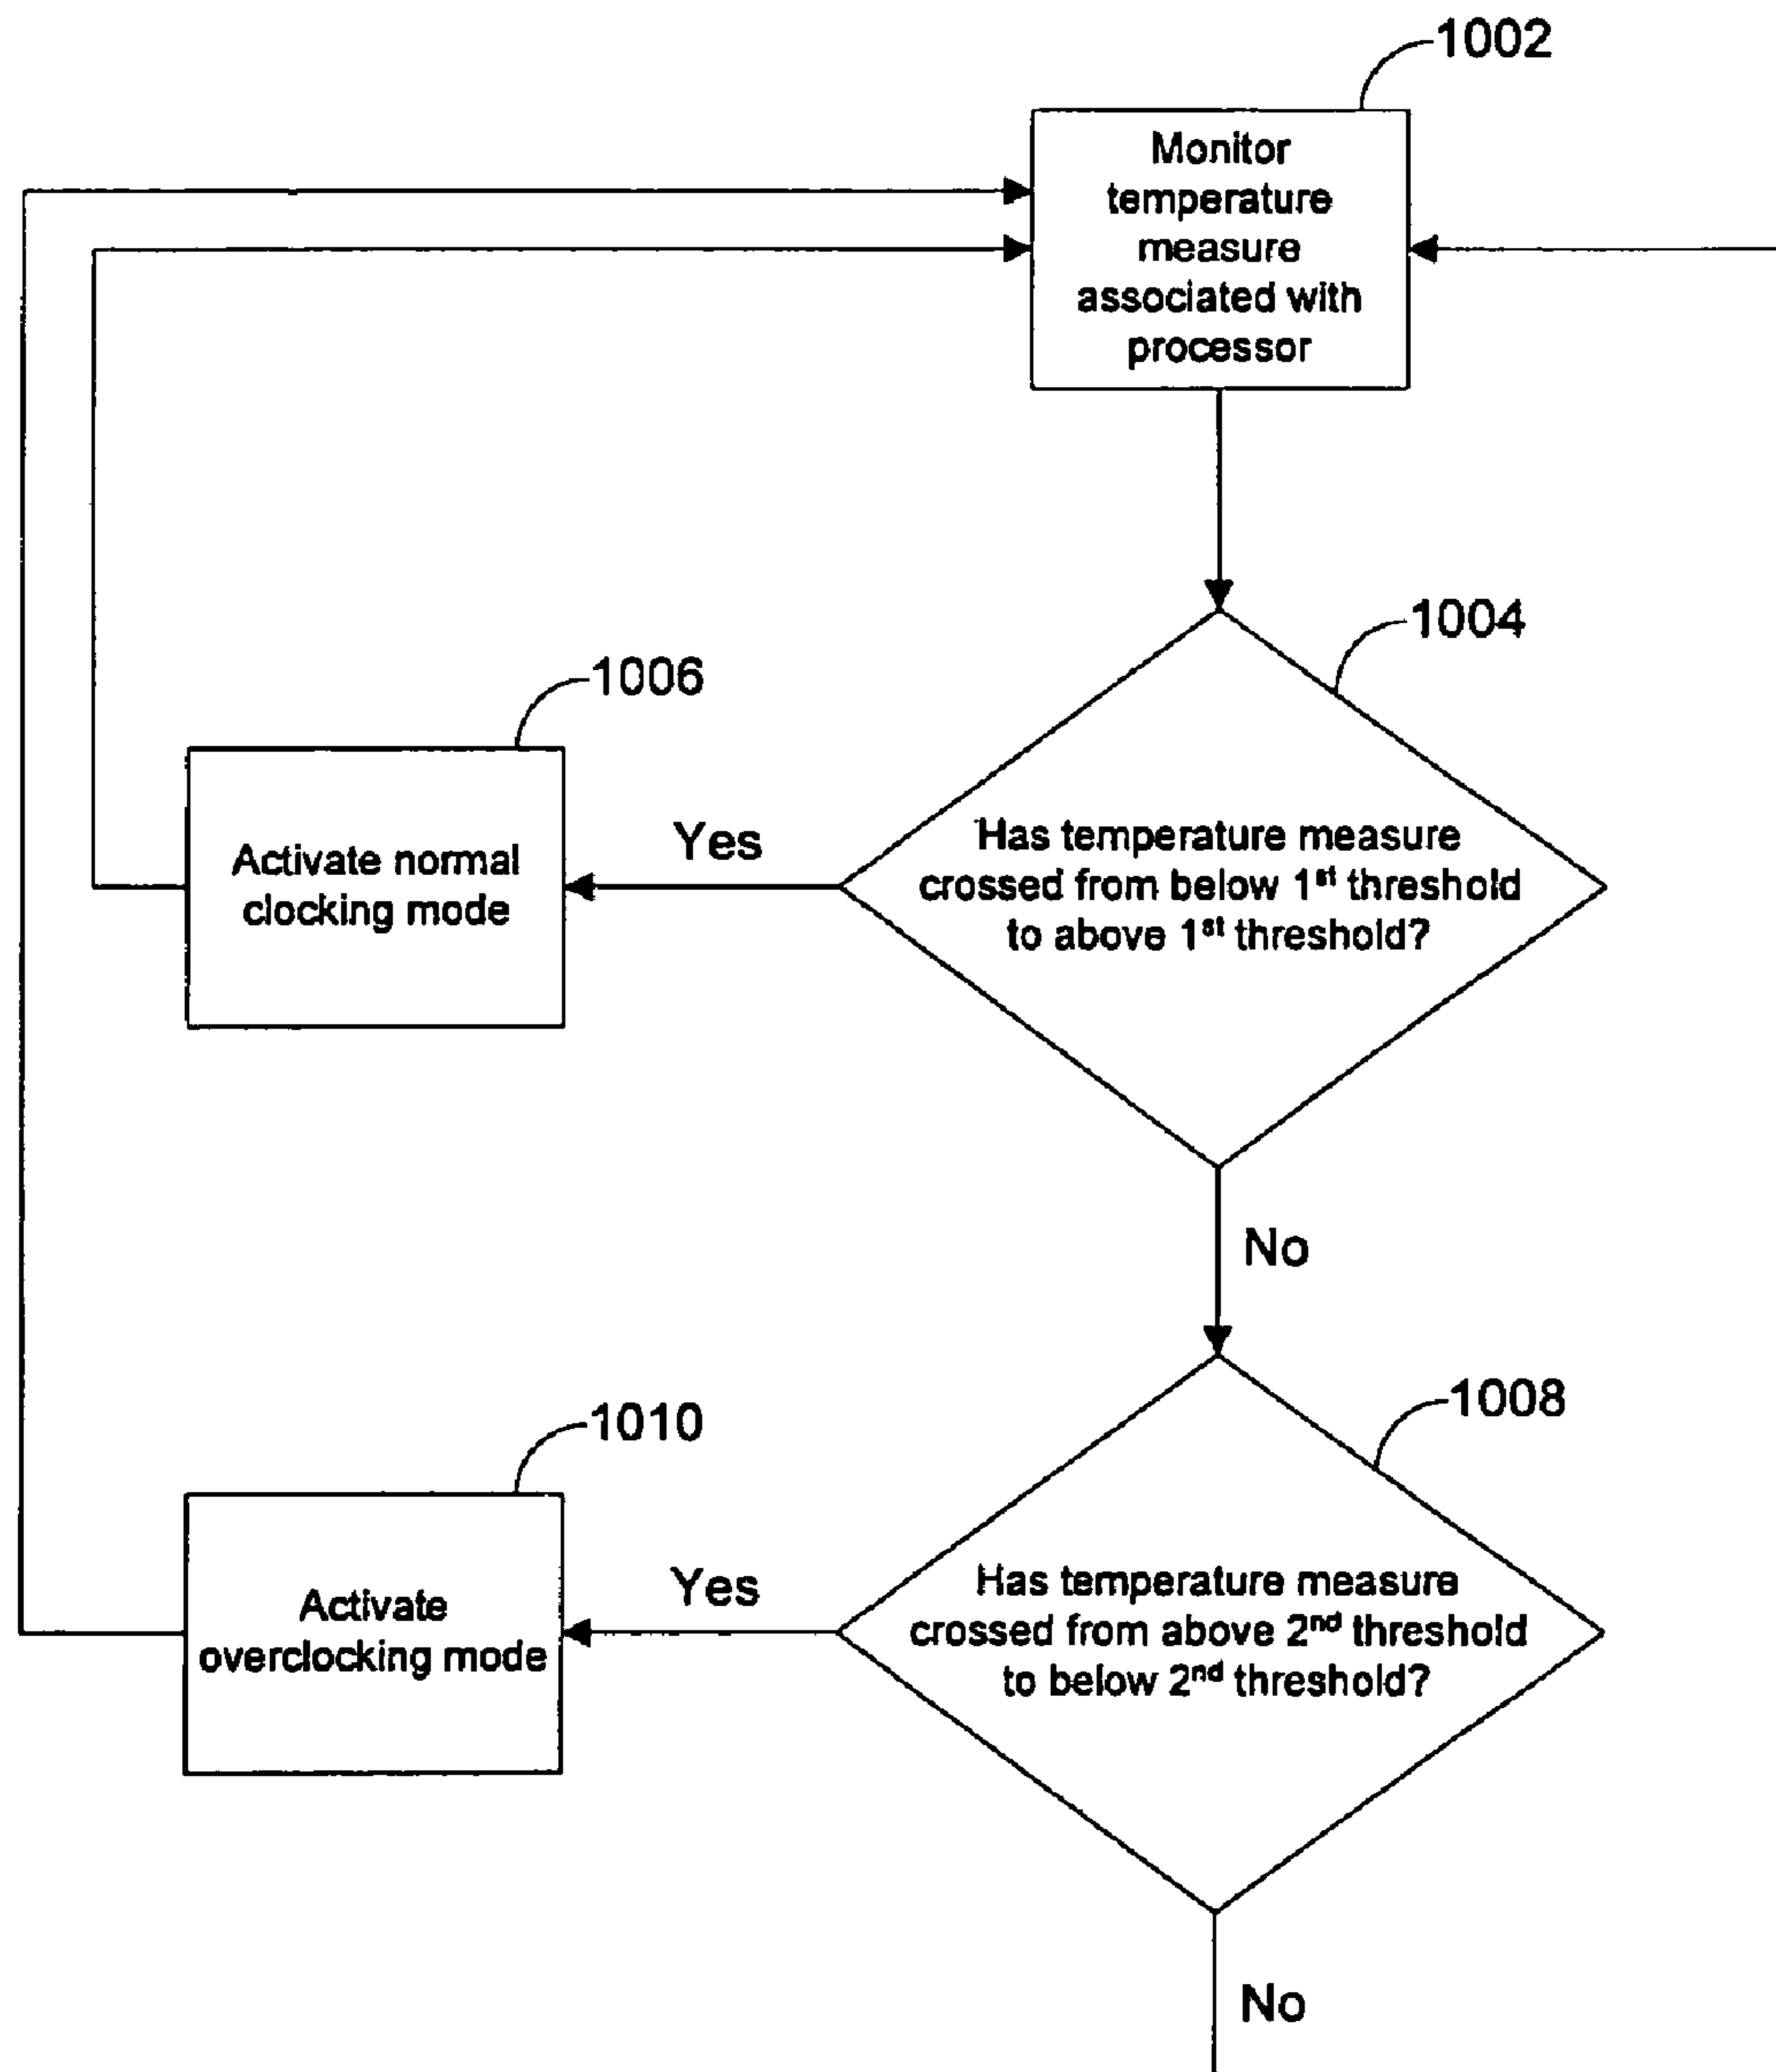 1002
Monitor
temperature
measure
associated with
processor
1004
Has temperature measure
crossed from below 1st threshold
to above 1st threshold?
Yes
1006
Activate normal
clocking mode
No
1008
Has temperature measure
crossed from above 2nd threshold
to below 2nd threshold?
Yes
1010
Activate
overclocking mode
No